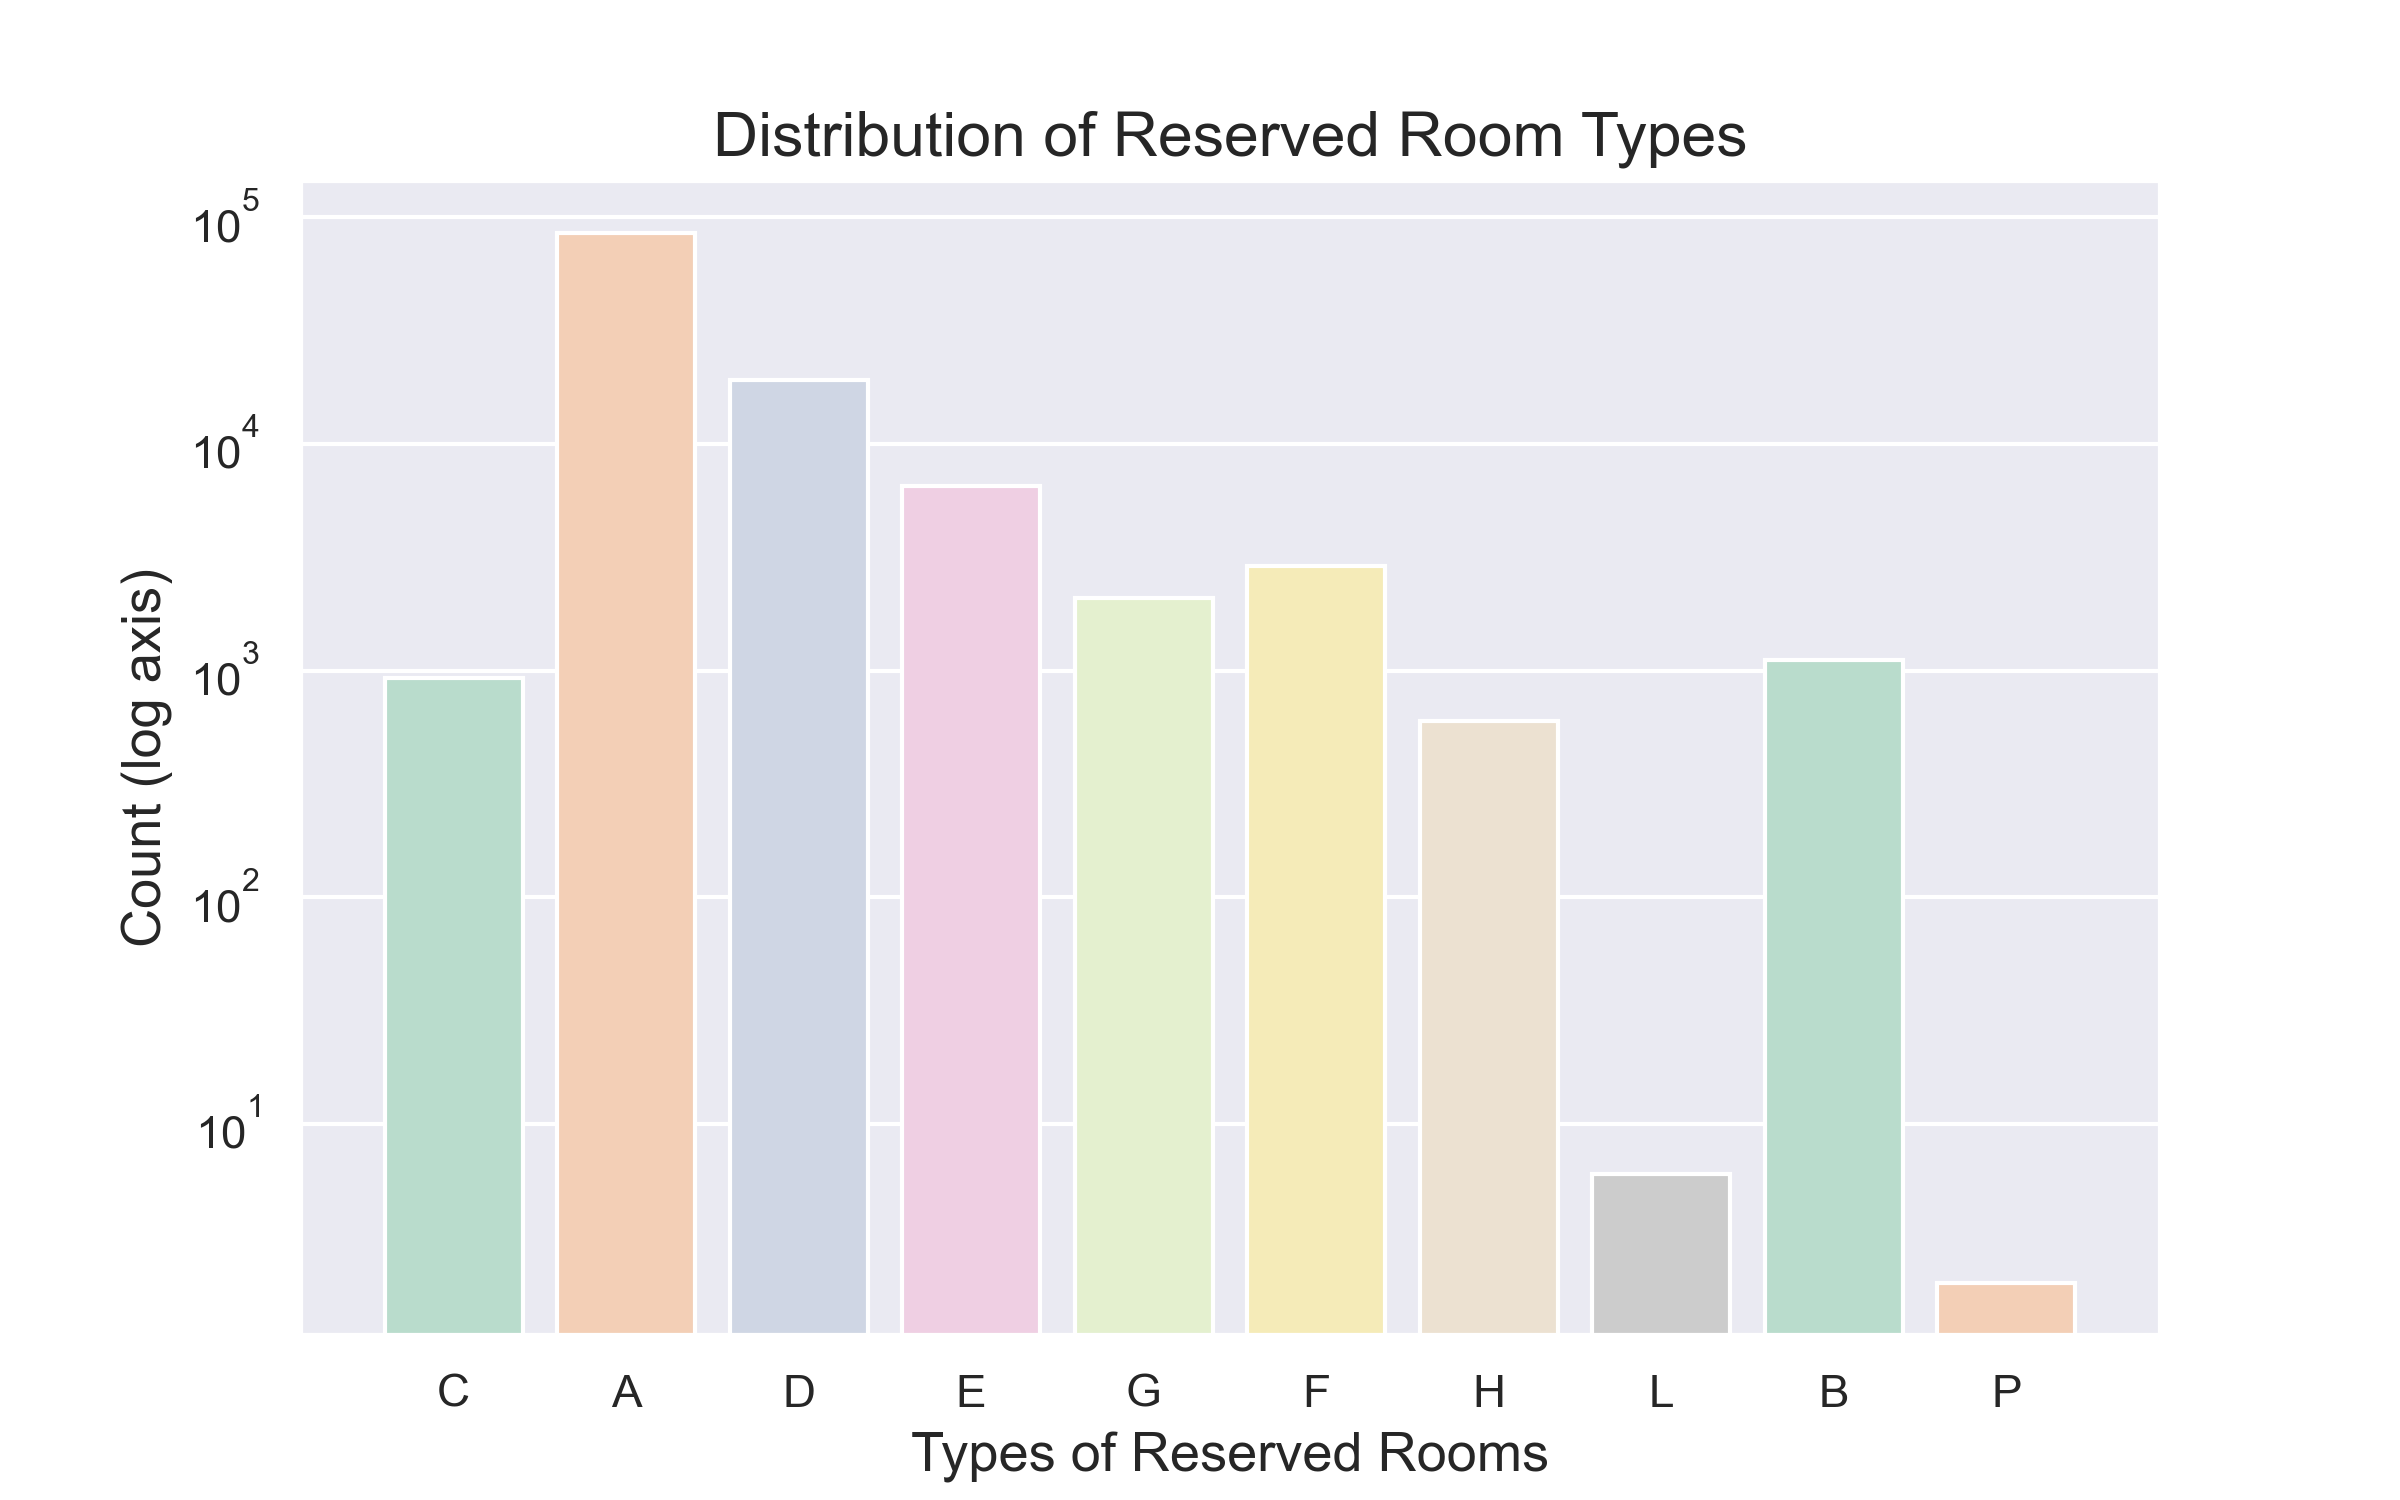 Distribution of Reserved Room Types
10^5
10^4
10^3
10^2
10^1
Count (log axis)
C A D E G F H L B P
Types of Reserved Rooms